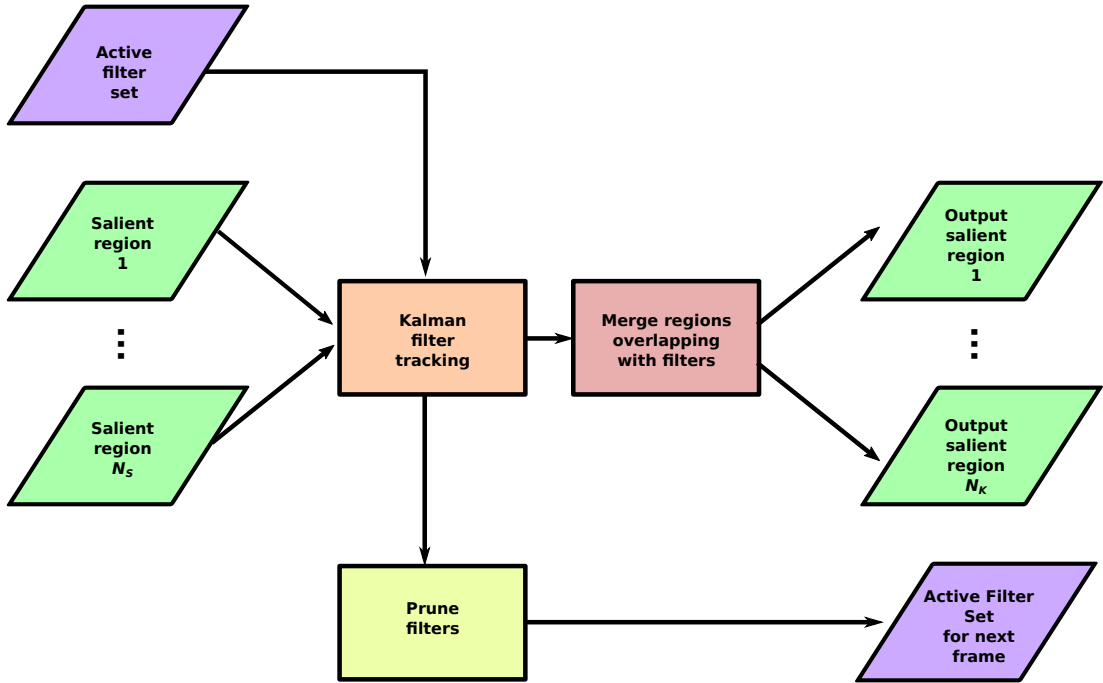 Active
filter
set
Salient
region
1
Salient
region
N_S
Kalman
filter
tracking
Merge regions
overlapping
with filters
Output
salient
region
1
Output
salient
region
N_K
Prune
filters
Active Filter
Set
for next
frame